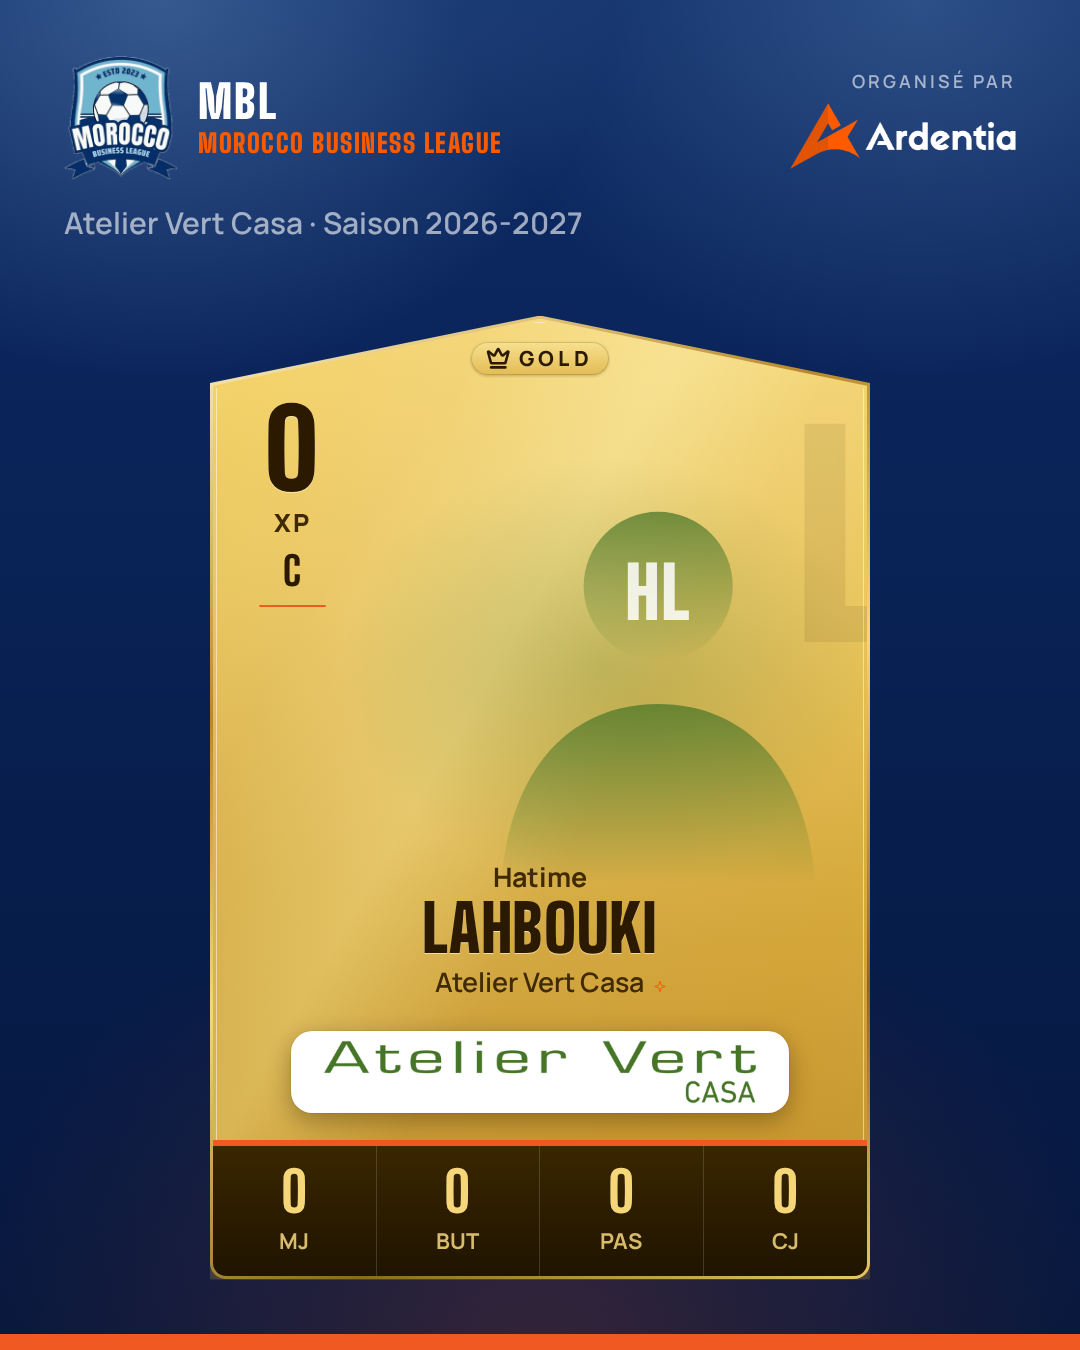 ESTD 2023
MOROCCO
BUSINESS LEAGUE
MBL
MOROCCO BUSINESS LEAGUE
ORGANISÉ PAR
Ardentia
Atelier Vert Casa · Saison 2026-2027
GOLD
0
XP
C
L
HL
Hatime
LAHBOUKI
Atelier Vert Casa
Atelier Vert
CASA
0 0 0 0
MJ BUT PAS CJ